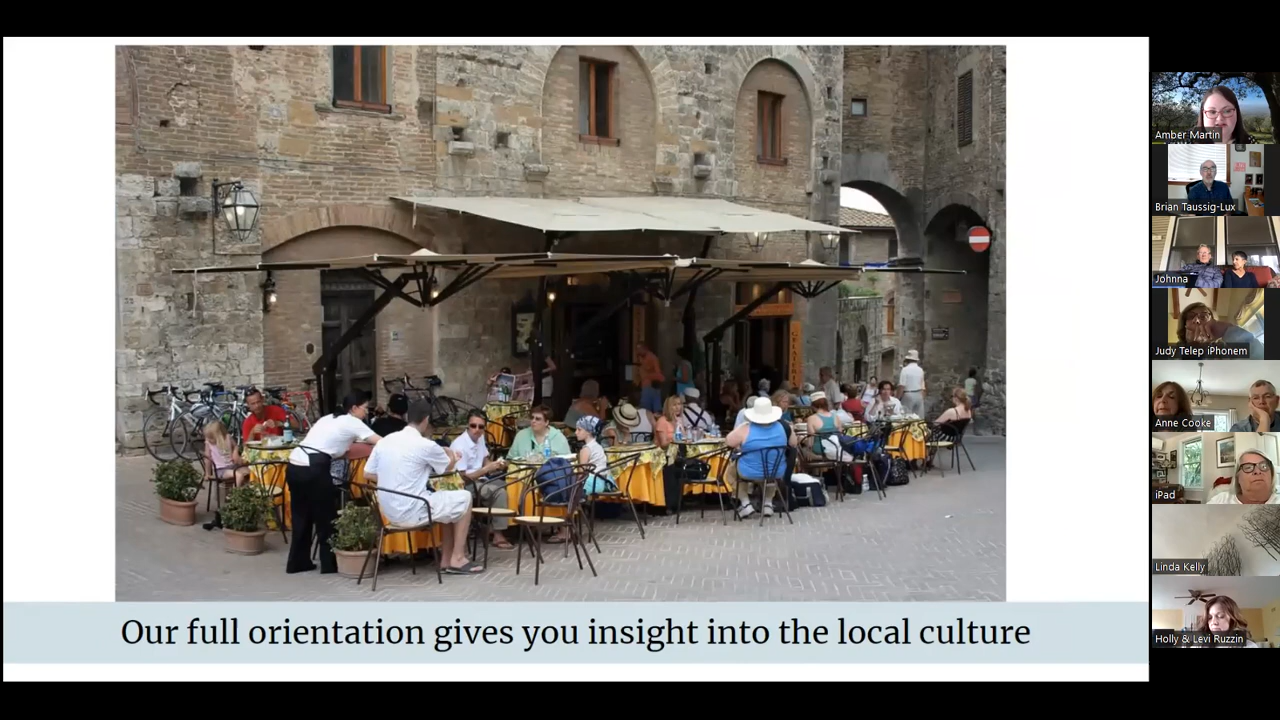 Our full orientation gives you insight into the local culture
GELATERIA
Amber Martin
Brian Taussig-Lux
Johnna
Judy Telep iPhonem
Anne Cooke
iPad
Linda Kelly
Holly & Levi Ruzzin